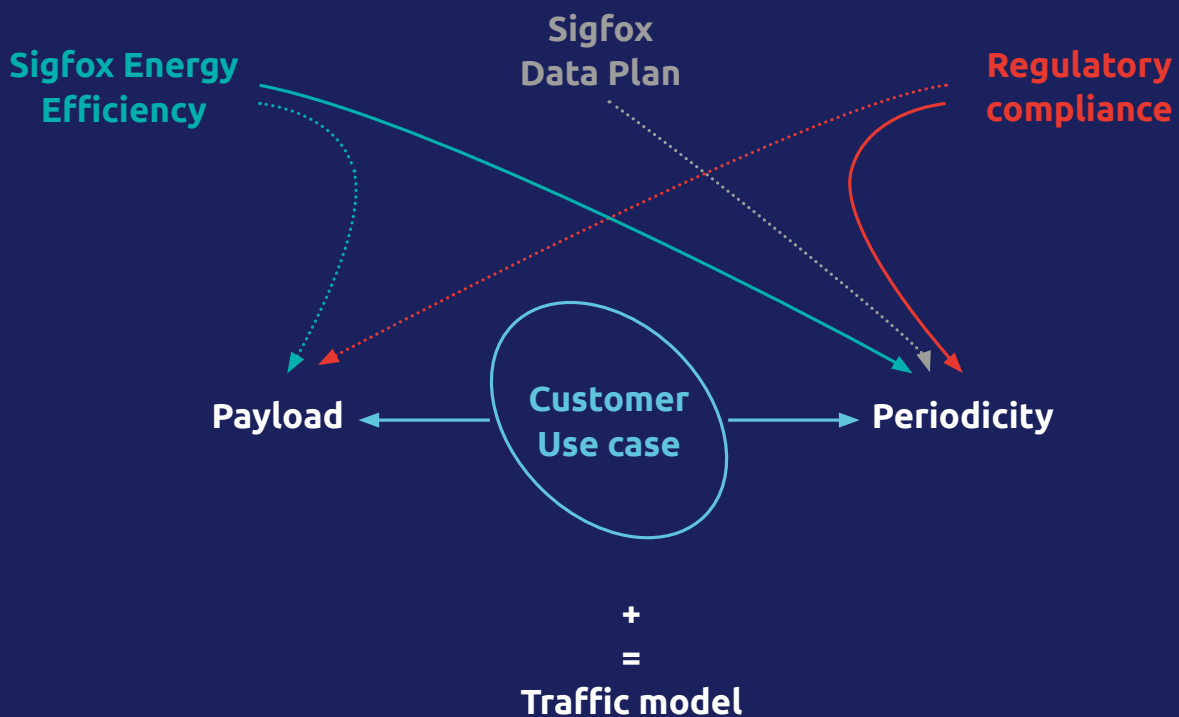 Sigfox
Data Plan
Sigfox Energy
Efficiency
Regulatory
compliance
Payload
Customer
Use case
Periodicity
+
=
Traffic model